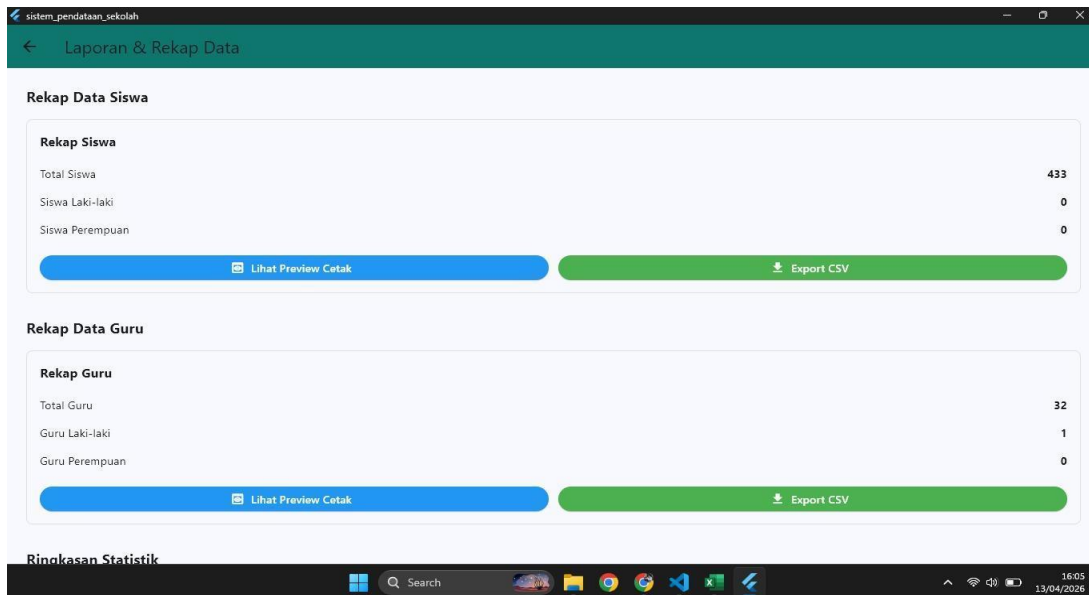 sistem_pendataan_sekolah
Laporan & Rekap Data
Rekap Data Siswa
Rekap Siswa
Total Siswa 433
Siswa Laki-laki 0
Siswa Perempuan 0
Lihat Preview Cetak Export CSV
Rekap Data Guru
Rekap Guru
Total Guru 32
Guru Laki-laki 1
Guru Perempuan 0
Lihat Preview Cetak Export CSV
Ringkasan Statistik
Search 16:05
13/04/2026